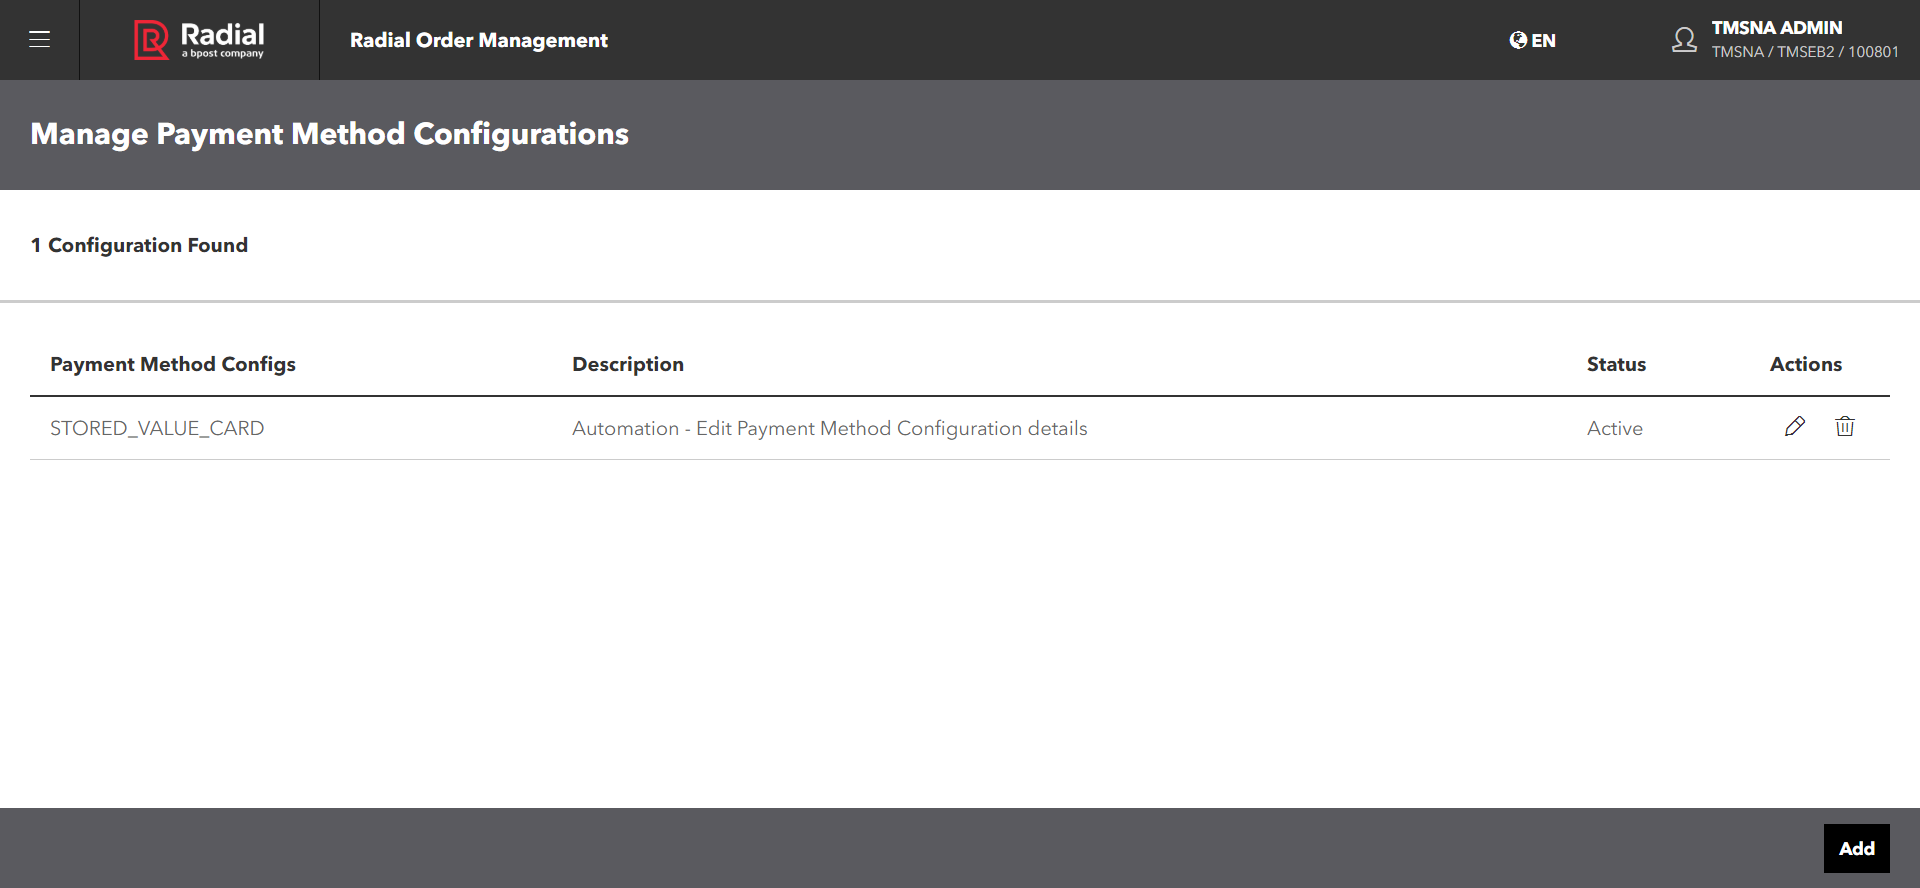 Radial
a bpost company
Radial Order Management
EN
TMSNA ADMIN
TMSNA / TMSEB2 / 100801
Manage Payment Method Configurations
1 Configuration Found
Payment Method Configs Description Status Actions
STORED_VALUE_CARD Automation - Edit Payment Method Configuration details Active
Add